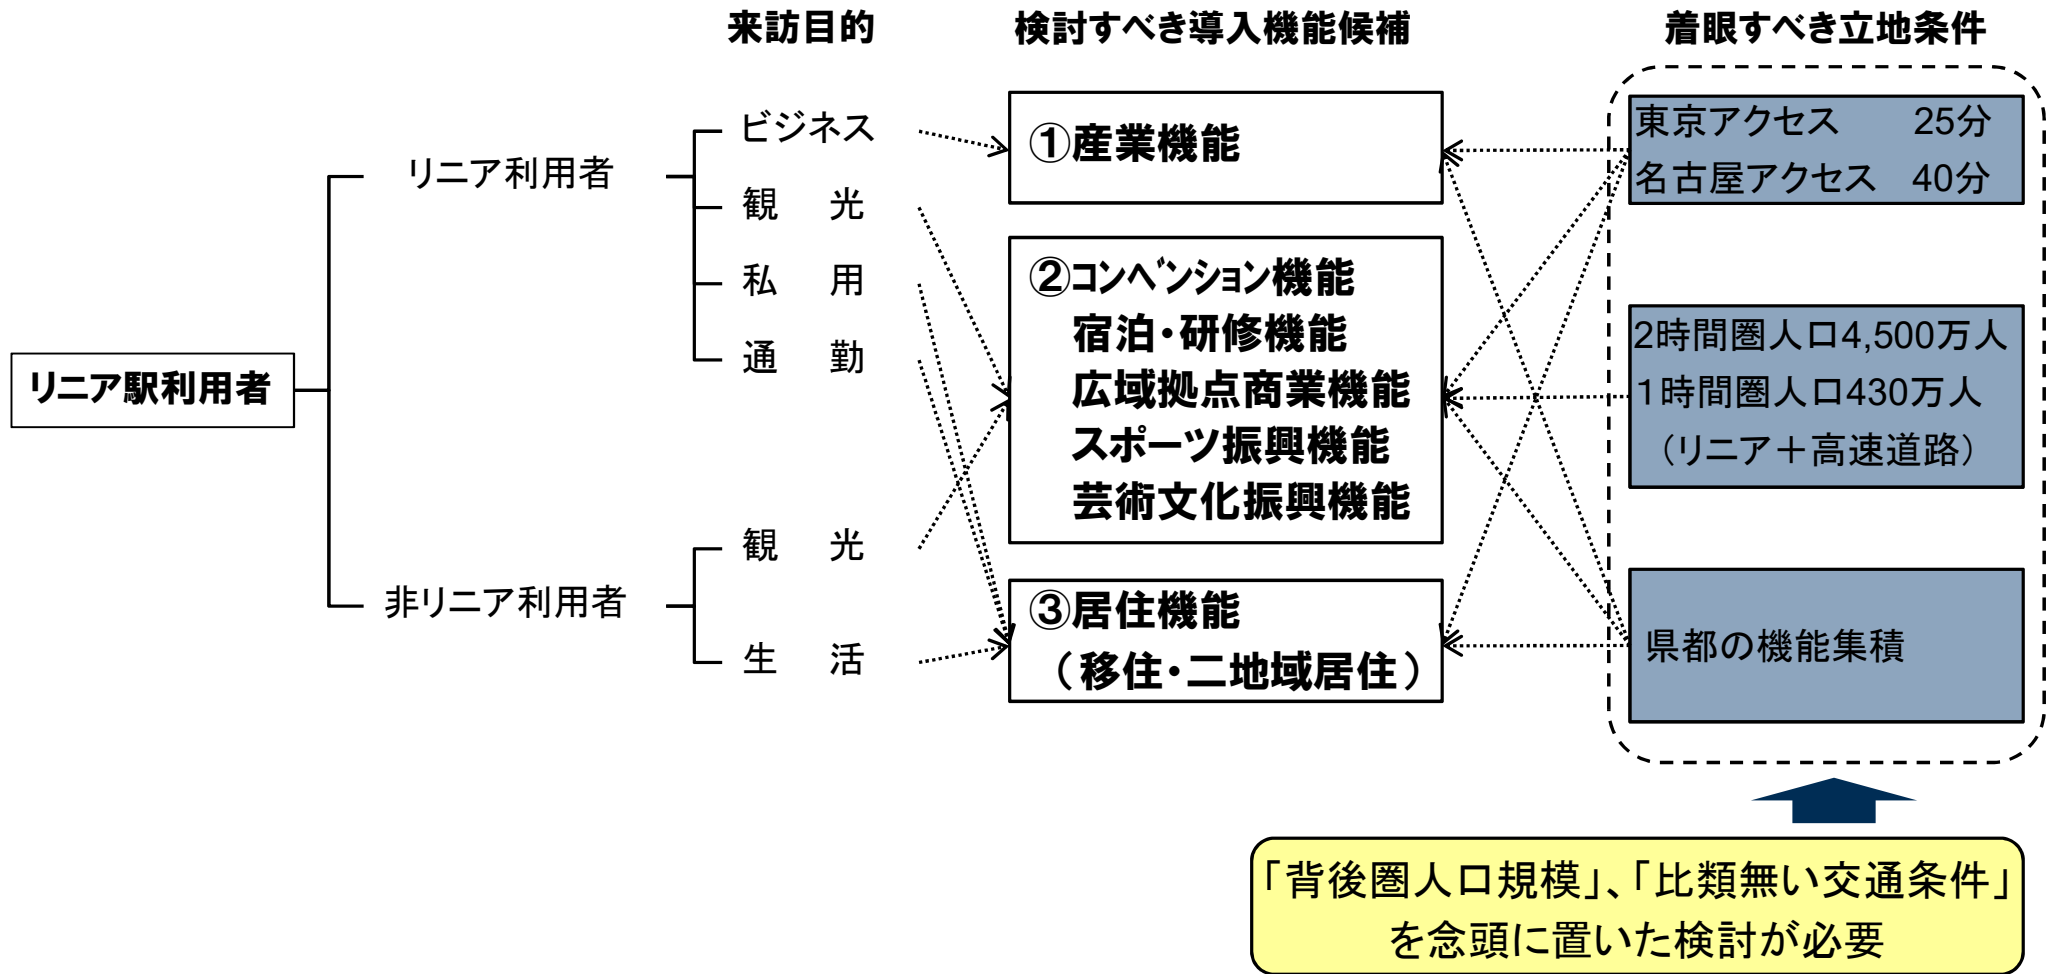 来訪目的
検討すべき導入機能候補
着眼すべき立地条件
リニア駅利用者
リニア利用者
ビジネス
観 光
私 用
通 勤
非リニア利用者
観 光
生 活
①産業機能
②コンベンション機能
宿泊・研修機能
広域拠点商業機能
スポーツ振興機能
芸術文化振興機能
③居住機能
（移住・二地域居住）
東京アクセス 25分
名古屋アクセス 40分
2時間圏人口4,500万人
１時間圏人口430万人
（リニア＋高速道路）
県都の機能集積
「背後圏人口規模」、「比類無い交通条件」
を念頭に置いた検討が必要